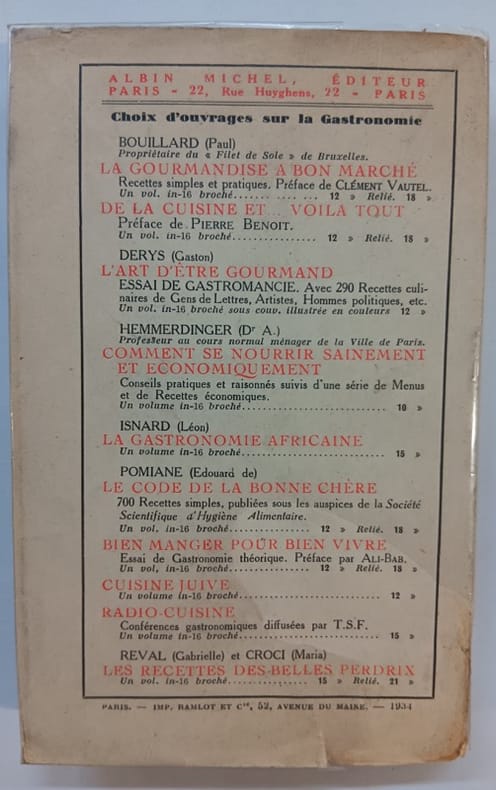 ALBIN MICHEL, ÉDITEUR
PARIS - 22, Rue Huyghens, 22 - PARIS
Choix d'ouvrages sur la Gastronomie
BOUILLARD (Paul)
Propriétaire du « Filet de Sole » de Bruxelles.
LA GOURMANDISE A BON MARCHÉ
Recettes simples et pratiques. Préface de CLÉMENT VAUTEL.
Un vol. in-16 broché........ .... ... 12 » Relié. 18 »
DE LA CUISINE ET... VOILA TOUT
Préface de PIERRE BENOIT.
Un vol. in-16 broché............... 12 » Relié. 18 »
DERYS (Gaston)
L'ART D'ÊTRE GOURMAND
ESSAI DE GASTROMANCIE. Avec 290 Recettes culi-
naires de Gens de Lettres, Artistes, Hommes politiques, etc.
Un vol. in-16 broché sous couv. illustrée en couleurs 12 »
HEMMERDINGER (Dr A.)
Professeur au cours normal ménager de la Ville de Paris.
COMMENT SE NOURRIR SAINEMENT
ET ECONOMIQUEMENT
Conseils pratiques et raisonnés suivis d'une série de Menus
et de Recettes économiques.
Un volume in-16 broché.......................... 10 »
ISNARD (Léon)
LA GASTRONOMIE AFRICAINE
Un volume in-16 broché.......................... 15 »
POMIANE (Edouard de)
LE CODE DE LA BONNE CHÈRE
700 Recettes simples, publiées sous les auspices de la Société
Scientifique d'Hygiène Alimentaire.
Un vol. in-16 broché............... 12 » Relié. 18 »
BIEN MANGER POUR BIEN VIVRE
Essai de Gastronomie théorique. Préface par ALI-BAB.
Un vol, in-16 broché............... 12 » Relié. 18 »
CUISINE JUIVE
Un volume in-16 broché.......................... 12 »
RADIO-CUISINE
Conférences gastronomiques diffusées par T.S.F.
Un volume in-16 broché.......................... 15 »
REVAL (Gabrielle) et CROCI (Maria)
LES RECETTES DES BELLES PERDRIX
Un vol. in-16 broché............... 15 » Relié. 21 »
PARIS. — IMP. RAMLOT ET Cie, 52, AVENUE DU MAINE. — 1934